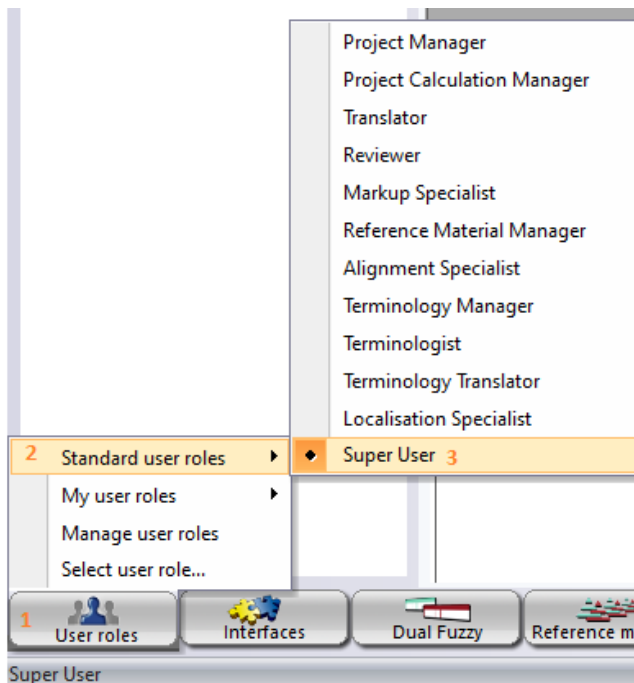 Project Manager
Project Calculation Manager
Translator
Reviewer
Markup Specialist
Reference Material Manager
Alignment Specialist
Terminology Manager
Terminologist
Terminology Translator
Localisation Specialist
Super User 3
2 Standard user roles
My user roles
Manage user roles
Select user role...
1 User roles
Interfaces
Dual Fuzzy
Reference m
Super User